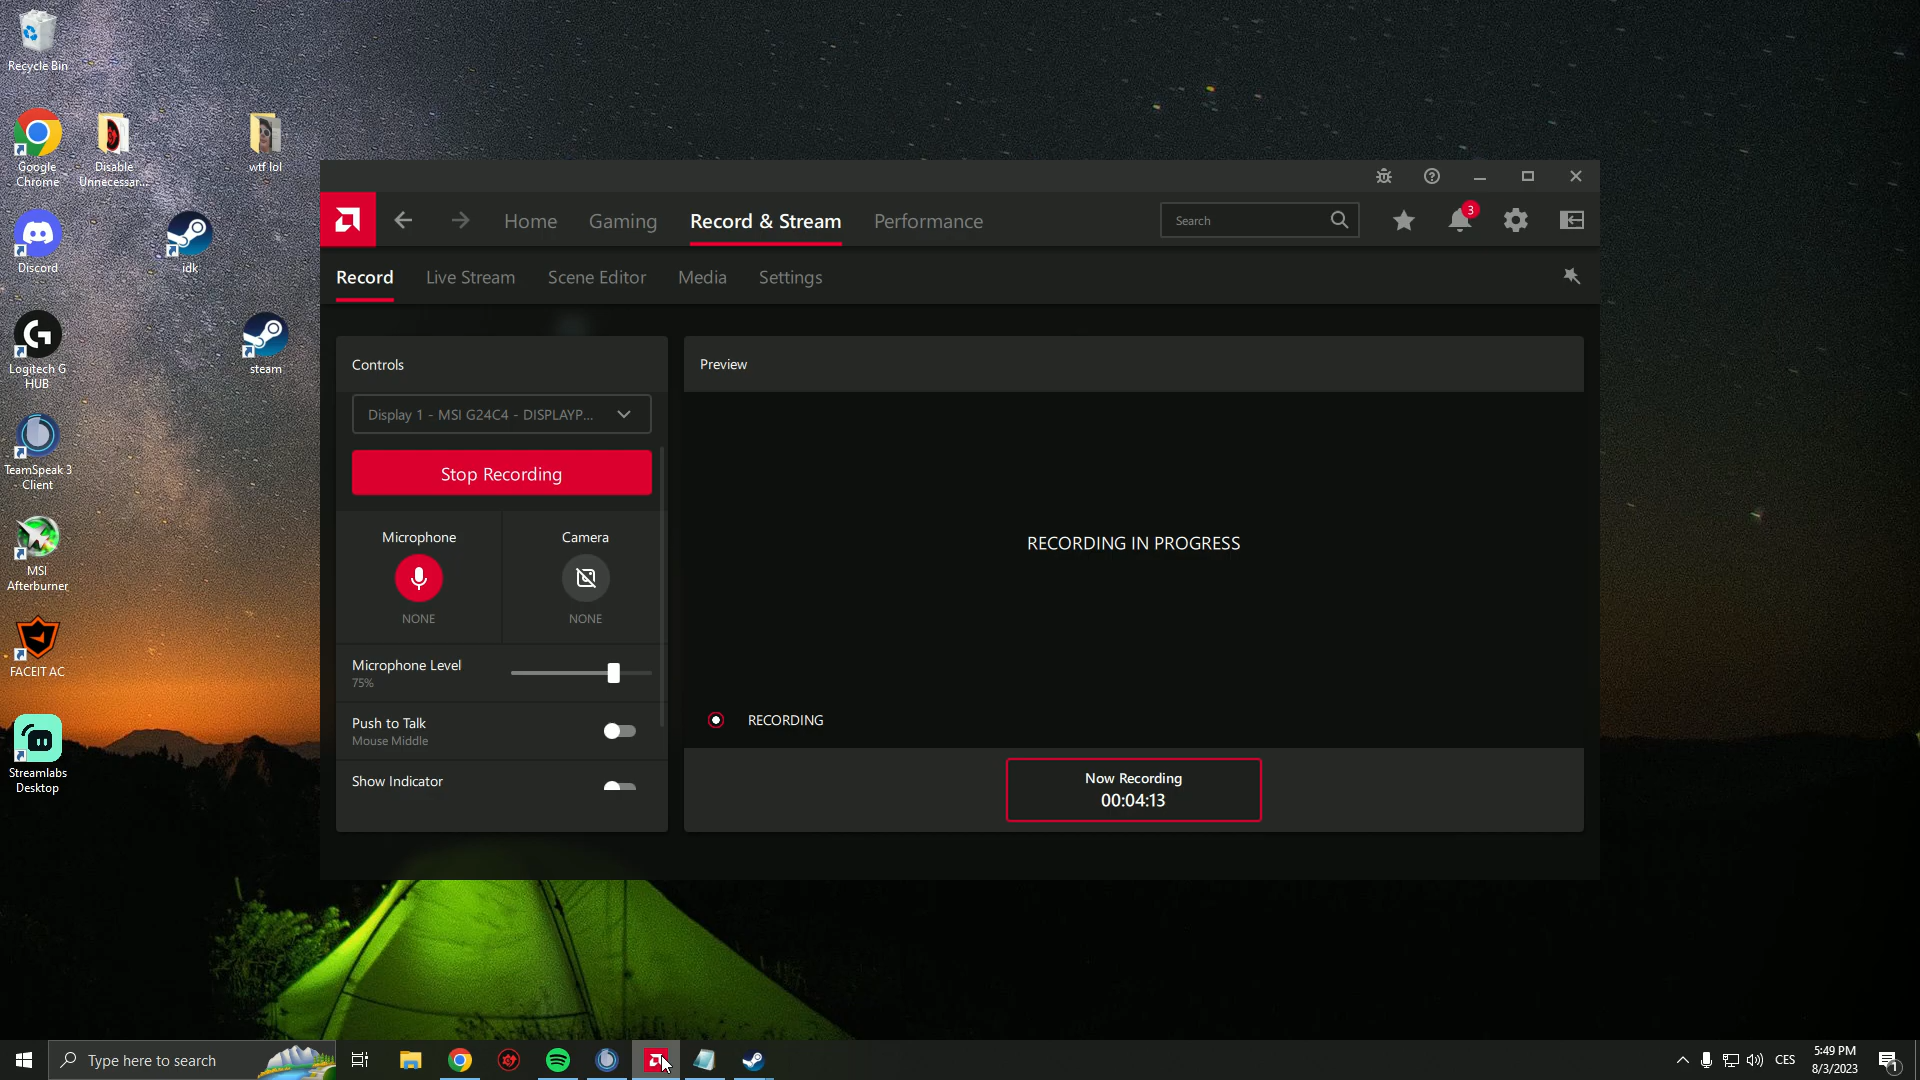 Recycle Bin
Google
Chrome
Disable
Unnecessar...
wtf lol
Discord
idk
Logitech G
HUB
steam
TeamSpeak 3
Client
MSI
Afterburner
FACEIT AC
Streamlabs
Desktop
Home
Gaming
Record & Stream
Performance
Search
3
Record
Live Stream
Scene Editor
Media
Settings
Controls
Display 1 - MSI G24C4 - DISPLAYP...
Stop Recording
Microphone
Camera
NONE
NONE
Microphone Level
75%
Push to Talk
Mouse Middle
Show Indicator
Preview
RECORDING IN PROGRESS
RECORDING
Now Recording
00:04:13
Type here to search
CES
5:49 PM
8/3/2023
1